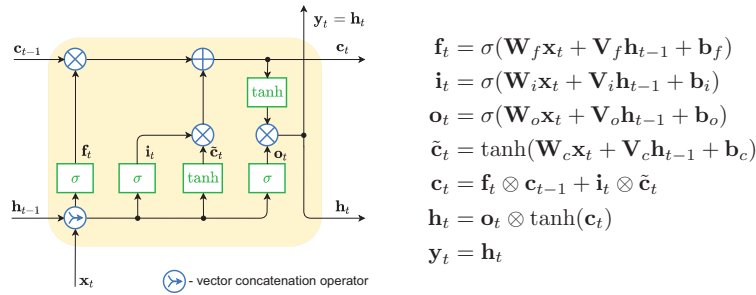 y_t = h_t
c_{t−1}
c_t
tanh
f_t
i_t
c̃_t
o_t
σ
σ
tanh
σ
h_{t−1}
h_t
x_t
- vector concatenation operator
f_t = σ(W_f x_t + V_f h_{t−1} + b_f)
i_t = σ(W_i x_t + V_i h_{t−1} + b_i)
o_t = σ(W_o x_t + V_o h_{t−1} + b_o)
c̃_t = tanh(W_c x_t + V_c h_{t−1} + b_c)
c_t = f_t ⊗ c_{t−1} + i_t ⊗ c̃_t
h_t = o_t ⊗ tanh(c_t)
y_t = h_t